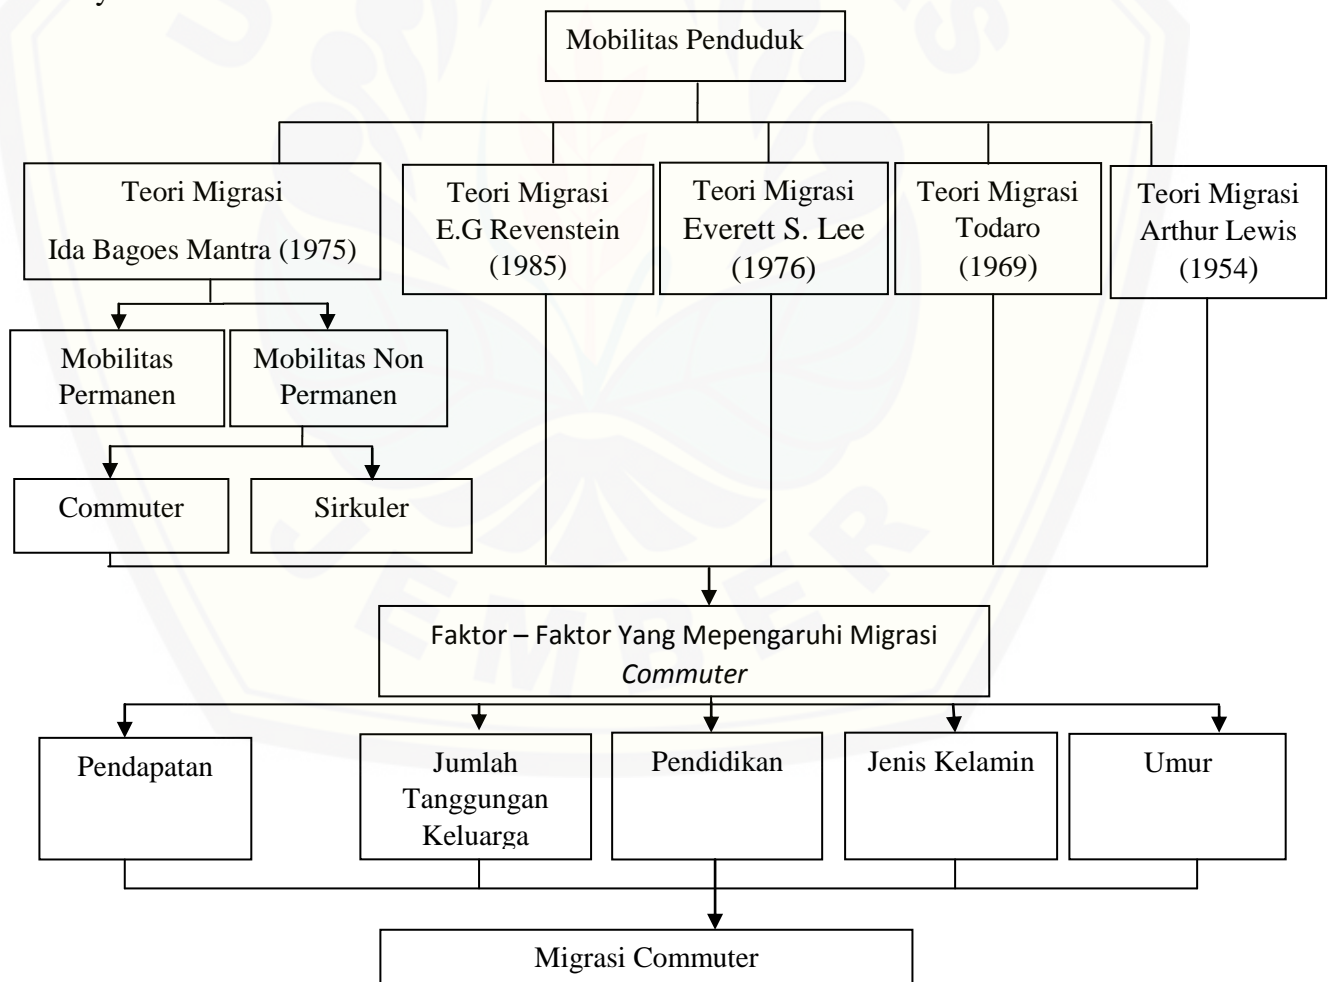 Mobilitas Penduduk
Teori Migrasi
Ida Bagoes Mantra (1975)
Teori Migrasi
E.G Revenstein
(1985)
Teori Migrasi
Everett S. Lee
(1976)
Teori Migrasi
Todaro
(1969)
Teori Migrasi
Arthur Lewis
(1954)
Mobilitas
Permanen
Mobilitas Non
Permanen
Commuter
Sirkuler
JEMBER
Faktor – Faktor Yang Mepengaruhi Migrasi
Commuter
Pendapatan
Jumlah
Tanggungan
Keluarga
Pendidikan
Jenis Kelamin
Umur
Migrasi Commuter